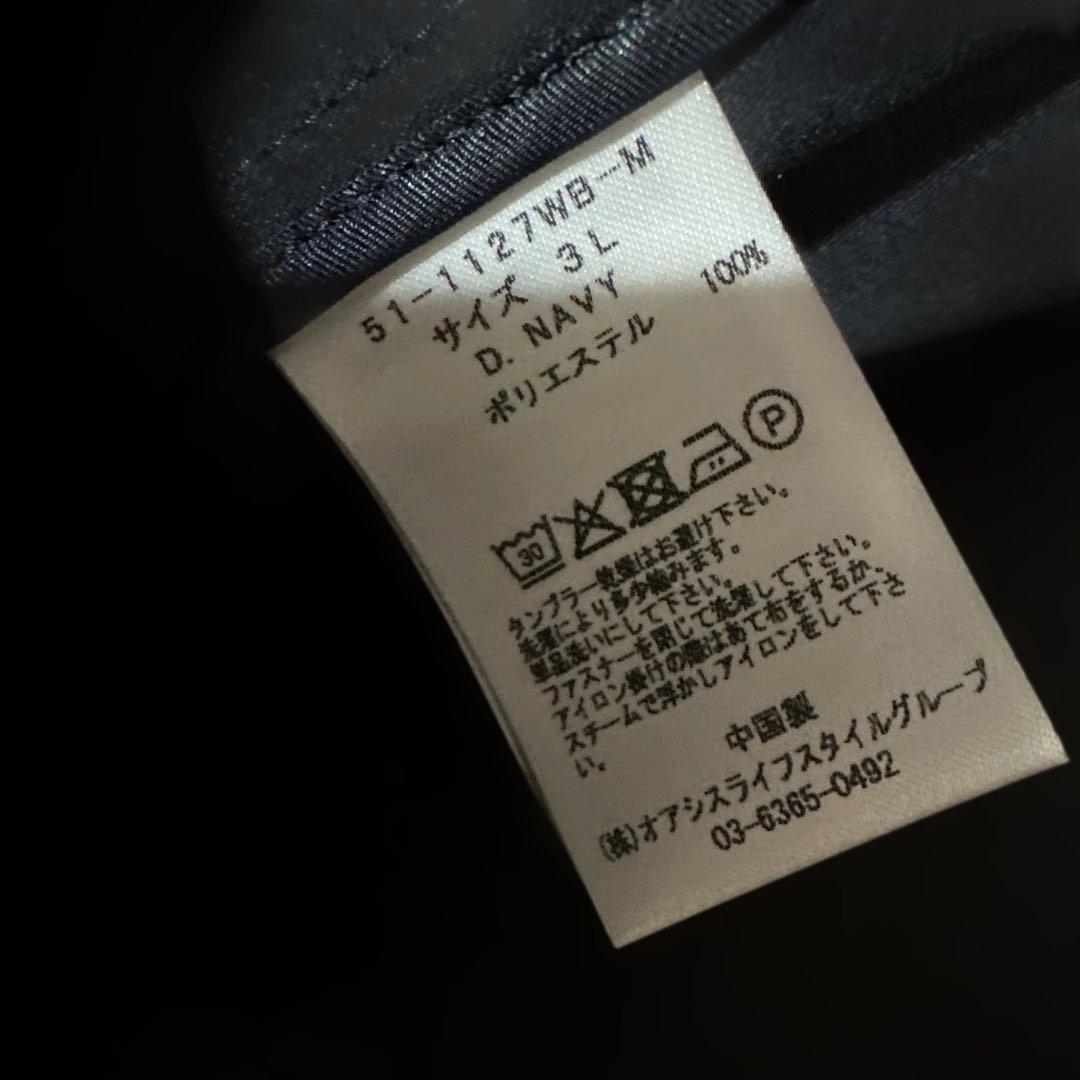 51-1127WB-M
サイズ 3L
D. NAVY
ポリエステル 100%
30
P
タンブラー乾燥はお避け下さい。
洗濯により多少縮みます。
単品洗いにして下さい。
ファスナーを閉じて洗濯して下さい。
アイロン掛けの際はあて布をするか、
スチームで浮かしアイロンをして下さ
い。
中国製
(株)オアシスライフスタイルグループ
03-6365-0492